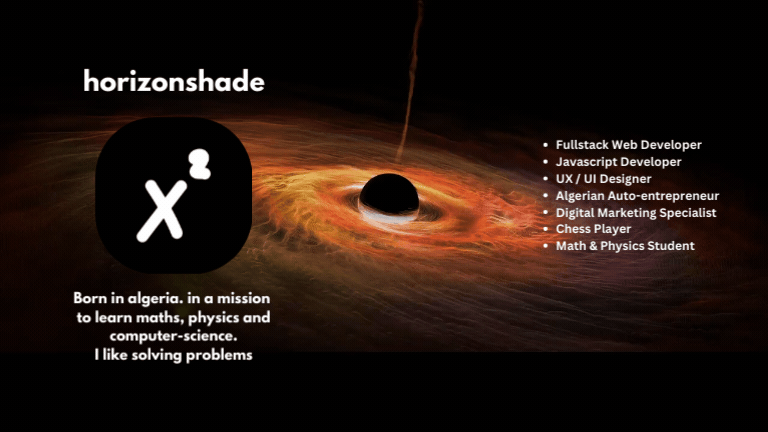 horizonshade
x
Born in algeria. in a mission
to learn maths, physics and
computer-science.
I like solving problems
• Fullstack Web Developer
• Javascript Developer
• UX / UI Designer
• Algerian Auto-entrepreneur
• Digital Marketing Specialist
• Chess Player
• Math & Physics Student